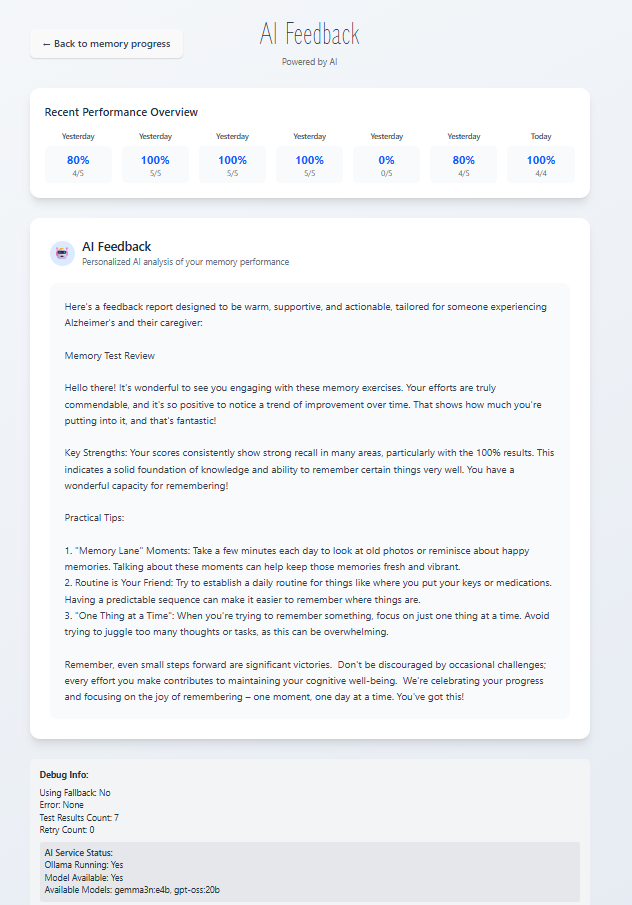 ← Back to memory progress
AI Feedback
Powered by AI
Recent Performance Overview
Yesterday Yesterday Yesterday Yesterday Yesterday Yesterday Today
80% 100% 100% 100% 0% 80% 100%
4/5 5/5 5/5 5/5 0/5 4/5 4/4
AI Feedback
Personalized AI analysis of your memory performance
Here's a feedback report designed to be warm, supportive, and actionable, tailored for someone experiencing
Alzheimer's and their caregiver:
Memory Test Review
Hello there! It's wonderful to see you engaging with these memory exercises. Your efforts are truly
commendable, and it's so positive to notice a trend of improvement over time. That shows how much you're
putting into it, and that's fantastic!
Key Strengths: Your scores consistently show strong recall in many areas, particularly with the 100% results. This
indicates a solid foundation of knowledge and ability to remember certain things very well. You have a
wonderful capacity for remembering!
Practical Tips:
1. "Memory Lane" Moments: Take a few minutes each day to look at old photos or reminisce about happy
memories. Talking about these moments can help keep those memories fresh and vibrant.
2. Routine is Your Friend: Try to establish a daily routine for things like where you put your keys or medications.
Having a predictable sequence can make it easier to remember where things are.
3. "One Thing at a Time": When you're trying to remember something, focus on just one thing at a time. Avoid
trying to juggle too many thoughts or tasks, as this can be overwhelming.
Remember, even small steps forward are significant victories.  Don't be discouraged by occasional challenges;
every effort you make contributes to maintaining your cognitive well-being.  We're celebrating your progress
and focusing on the joy of remembering – one moment, one day at a time. You've got this!
Debug Info:
Using Fallback: No
Error: None
Test Results Count: 7
Retry Count: 0
AI Service Status:
Ollama Running: Yes
Model Available: Yes
Available Models: gemma3n:e4b, gpt-oss:20b